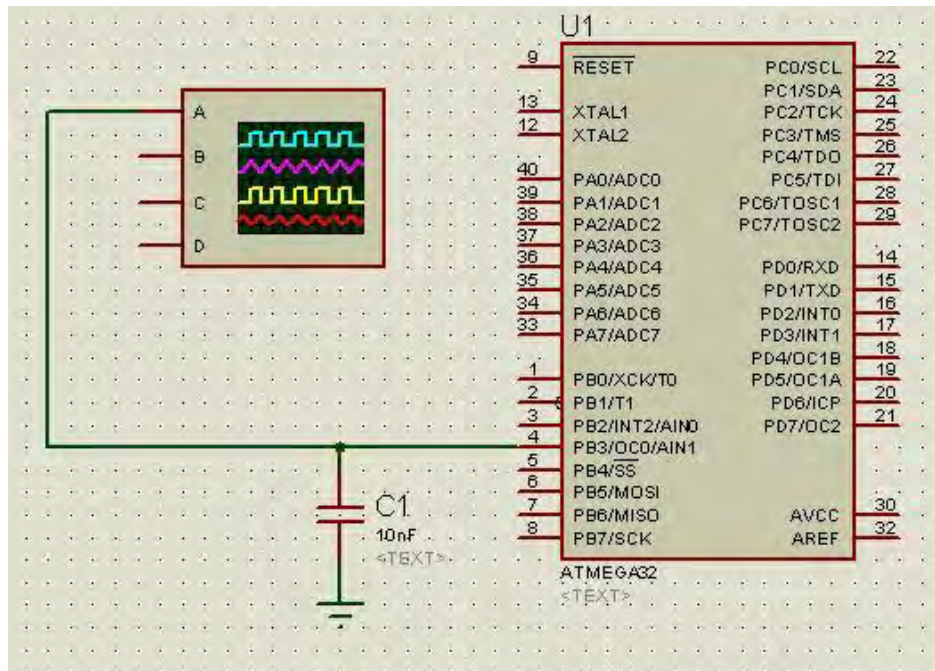 U1
9 RESET PC0/SCL 22
PC1/SDA 23
13 XTAL1 PC2/TCK 24
12 XTAL2 PC3/TMS 25
PC4/TDO 26
40 PA0/ADC0 PC5/TDI 27
39 PA1/ADC1 PC6/TOSC1 28
38 PA2/ADC2 PC7/TOSC2 29
37 PA3/ADC3
36 PA4/ADC4 PD0/RXD 14
35 PA5/ADC5 PD1/TXD 15
34 PA6/ADC6 PD2/INT0 16
33 PA7/ADC7 PD3/INT1 17
PD4/OC1B 18
1 PB0/XCK/T0 PD5/OC1A 19
2 PB1/T1 PD6/ICP 20
3 PB2/INT2/AIN0 PD7/OC2 21
4 PB3/OC0/AIN1
5 PB4/SS
6 PB5/MOSI
7 PB6/MISO AVCC 30
8 PB7/SCK AREF 32
ATMEGA32
<TEXT>
A
B
C
D
C1
10nF
<TEXT>